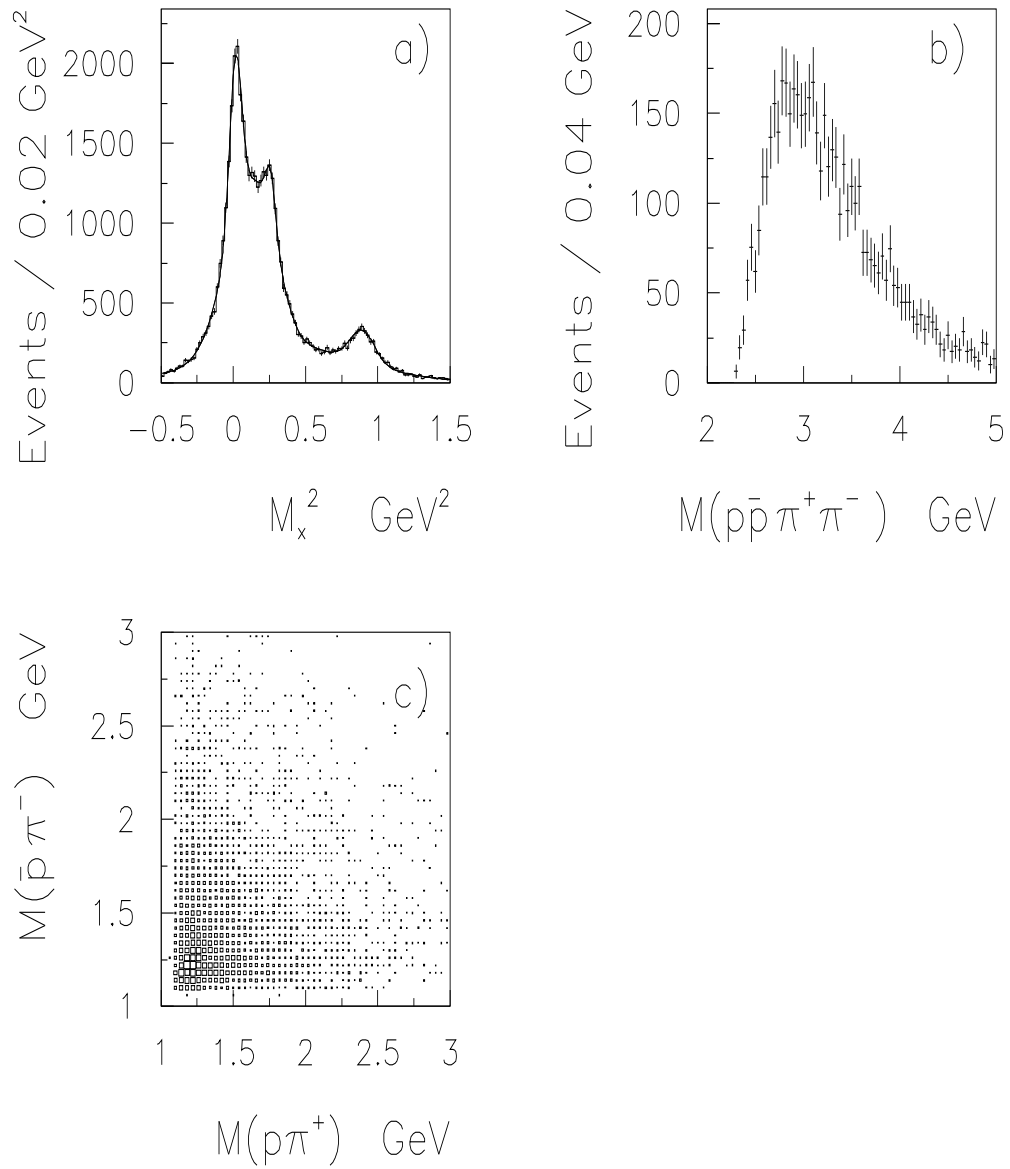 Events / 0.02 GeV²
2000
1500
1000
500
0
-0.5 0 0.5 1 1.5
Mₓ² GeV²
a)
Events / 0.04 GeV
200
150
100
50
0
2 3 4 5
M(pp̄π⁺π⁻) GeV
b)
M(p̄π⁻) GeV
3
2.5
2
1.5
1
1 1.5 2 2.5 3
M(pπ⁺) GeV
c)